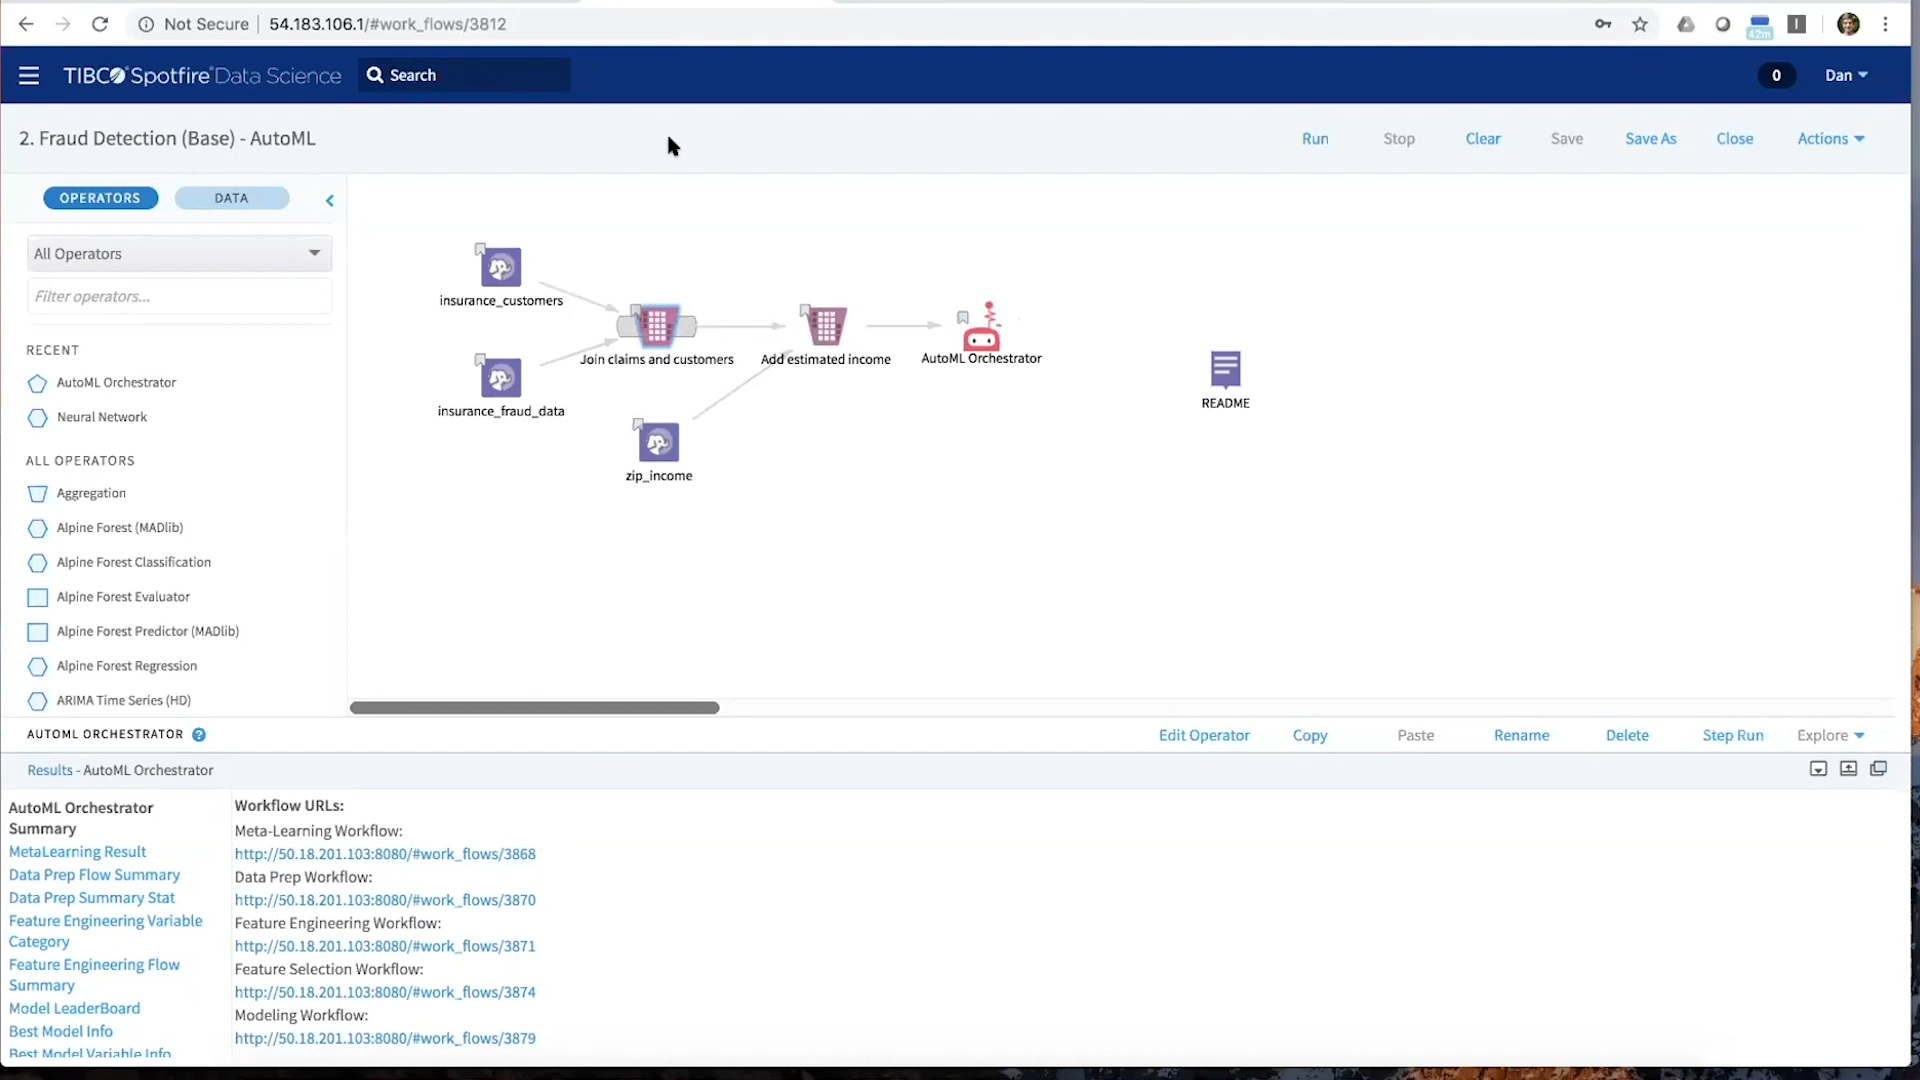 Not Secure 54.183.106.1/#work_flows/3812
42m
TIBCO Spotfire Data Science Search 0 Dan
2. Fraud Detection (Base) - AutoML Run Stop Clear Save Save As Close Actions
OPERATORS DATA
All Operators
Filter operators...
RECENT
AutoML Orchestrator
Neural Network
ALL OPERATORS
Aggregation
Alpine Forest (MADlib)
Alpine Forest Classification
Alpine Forest Evaluator
Alpine Forest Predictor (MADlib)
Alpine Forest Regression
ARIMA Time Series (HD)
insurance_customers
Join claims and customers Add estimated income AutoML Orchestrator
insurance_fraud_data
zip_income
README
AUTOML ORCHESTRATOR ? Edit Operator Copy Paste Rename Delete Step Run Explore
Results - AutoML Orchestrator
AutoML Orchestrator
Summary
MetaLearning Result
Data Prep Flow Summary
Data Prep Summary Stat
Feature Engineering Variable
Category
Feature Engineering Flow
Summary
Model LeaderBoard
Best Model Info
Best Model Variable Info
Workflow URLs:
Meta-Learning Workflow:
http://50.18.201.103:8080/#work_flows/3868
Data Prep Workflow:
http://50.18.201.103:8080/#work_flows/3870
Feature Engineering Workflow:
http://50.18.201.103:8080/#work_flows/3871
Feature Selection Workflow:
http://50.18.201.103:8080/#work_flows/3874
Modeling Workflow:
http://50.18.201.103:8080/#work_flows/3879